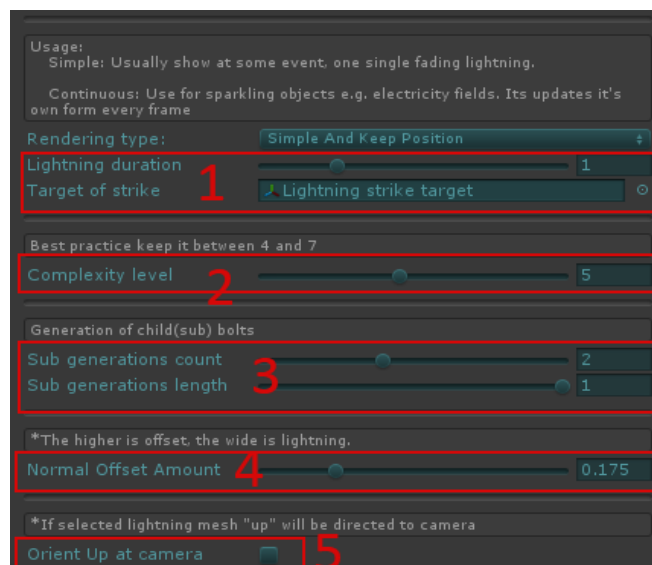 Usage:
Simple: Usually show at some event, one single fading lightning.
Continuous: Use for sparkling objects e.g. electricity fields. Its updates it's
own form every frame
Rendering type: Simple And Keep Position
Lightning duration 1 1
Target of strike Lightning strike target
Best practice keep it between 4 and 7
Complexity level 2 5
Generation of child(sub) bolts
Sub generations count 3 2
Sub generations length 1
*The higher is offset, the wide is lightning.
Normal Offset Amount 4 0.175
*If selected lightning mesh "up" will be directed to camera
Orient Up at camera 5